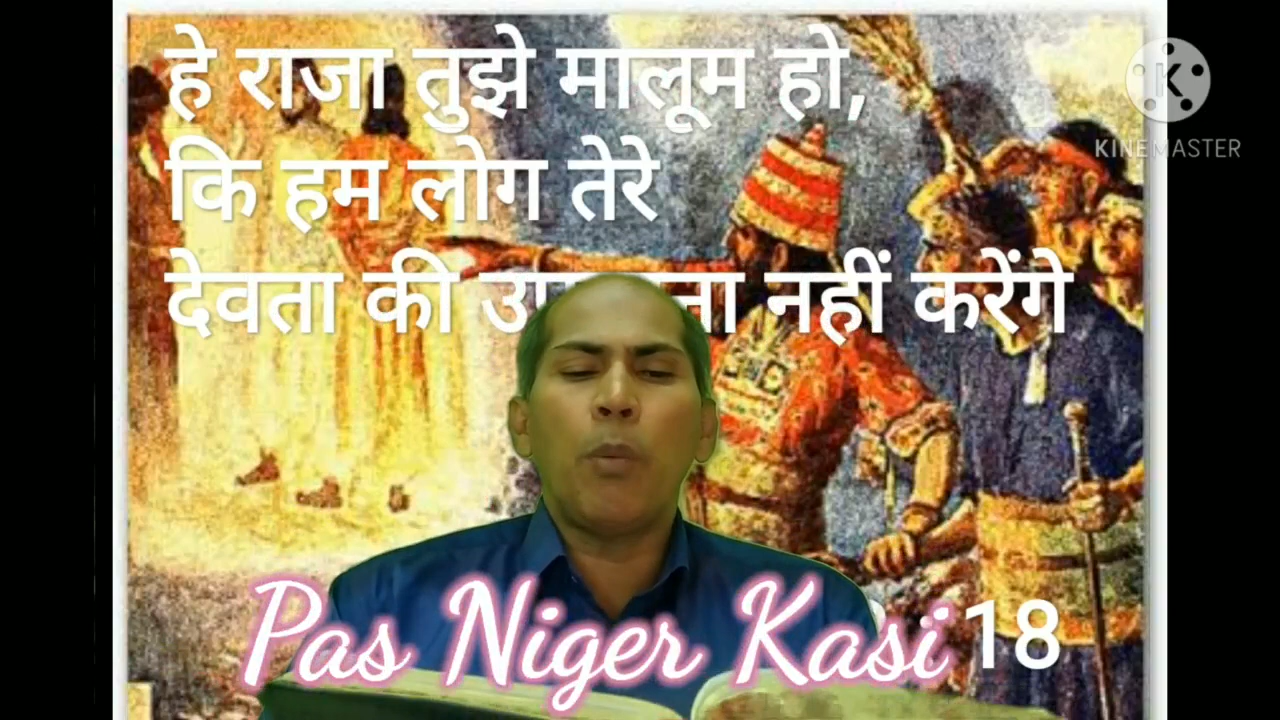 हे राजा तुझे मालूम हो,
कि हम लोग तेरे
देवता की नहीं करेंगे
Pas Niger Kasi 18
K
KINEMASTER